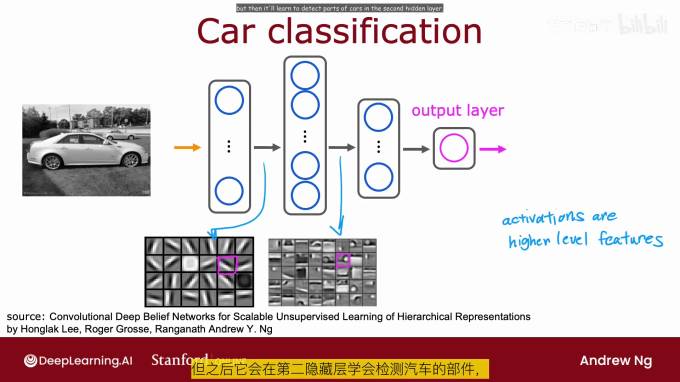 but then it'll learn to detect parts of cars in the second hidden layer
bilibili
Car classification
output layer
activations are
higher level features
source: Convolutional Deep Belief Networks for Scalable Unsupervised Learning of Hierarchical Representations
by Honglak Lee, Roger Grosse, Ranganath Andrew Y. Ng
DeepLearning.AI
Stanford
Andrew Ng
但之后它会在第二隐藏层学会检测汽车的部件,